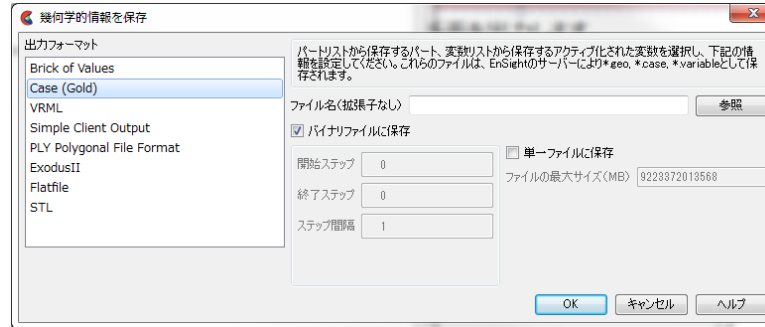 幾何学的情報を保存
出力フォーマット
Brick of Values
Case (Gold)
VRML
Simple Client Output
PLY Polygonal File Format
ExodusII
Flatfile
STL
パートリストから保存するパート、変数リストから保存するアクティブ化された変数を選択し、下記の情
報を設定してください。これらのファイルは、EnSightのサーバーにより*geo, *.case, *.variableとして保
存されます。
ファイル名(拡張子なし)
参照
バイナリファイルに保存
開始ステップ 0
終了ステップ 0
ステップ間隔 1
単一ファイルに保存
ファイルの最大サイズ(MB) 9223372013568
OK
キャンセル
ヘルプ